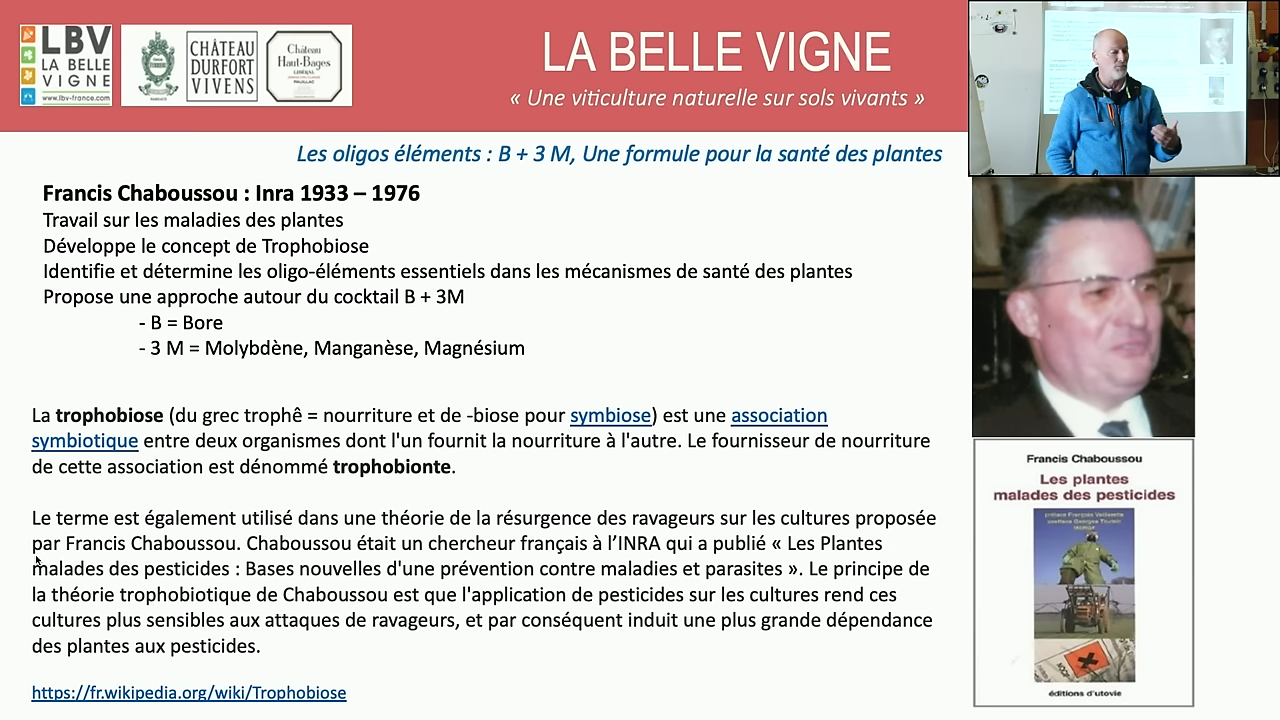 LBV
LA BELLE
VIGNE
www.lbv-france.com
CHÂTEAU
DURFORT
VIVENS
Château
Haut-Bages
LIBÉRAL
PAUILLAC
LA BELLE VIGNE
« Une viticulture naturelle sur sols vivants »
Les oligos éléments : B + 3 M, Une formule pour la santé des plantes
Francis Chaboussou : Inra 1933 – 1976
Travail sur les maladies des plantes
Développe le concept de Trophobiose
Identifie et détermine les oligo-éléments essentiels dans les mécanismes de santé des plantes
Propose une approche autour du cocktail B + 3M
- B = Bore
- 3 M = Molybdène, Manganèse, Magnésium
La trophobiose (du grec trophê = nourriture et de -biose pour symbiose) est une association
symbiotique entre deux organismes dont l'un fournit la nourriture à l'autre. Le fournisseur de nourriture
de cette association est dénommé trophobionte.
Le terme est également utilisé dans une théorie de la résurgence des ravageurs sur les cultures proposée
par Francis Chaboussou. Chaboussou était un chercheur français à l’INRA qui a publié « Les Plantes
malades des pesticides : Bases nouvelles d'une prévention contre maladies et parasites ». Le principe de
la théorie trophobiotique de Chaboussou est que l'application de pesticides sur les cultures rend ces
cultures plus sensibles aux attaques de ravageurs, et par conséquent induit une plus grande dépendance
des plantes aux pesticides.
https://fr.wikipedia.org/wiki/Trophobiose
Francis Chaboussou
Les plantes
malades des pesticides
préface François Veillerette
éditions d'utovie